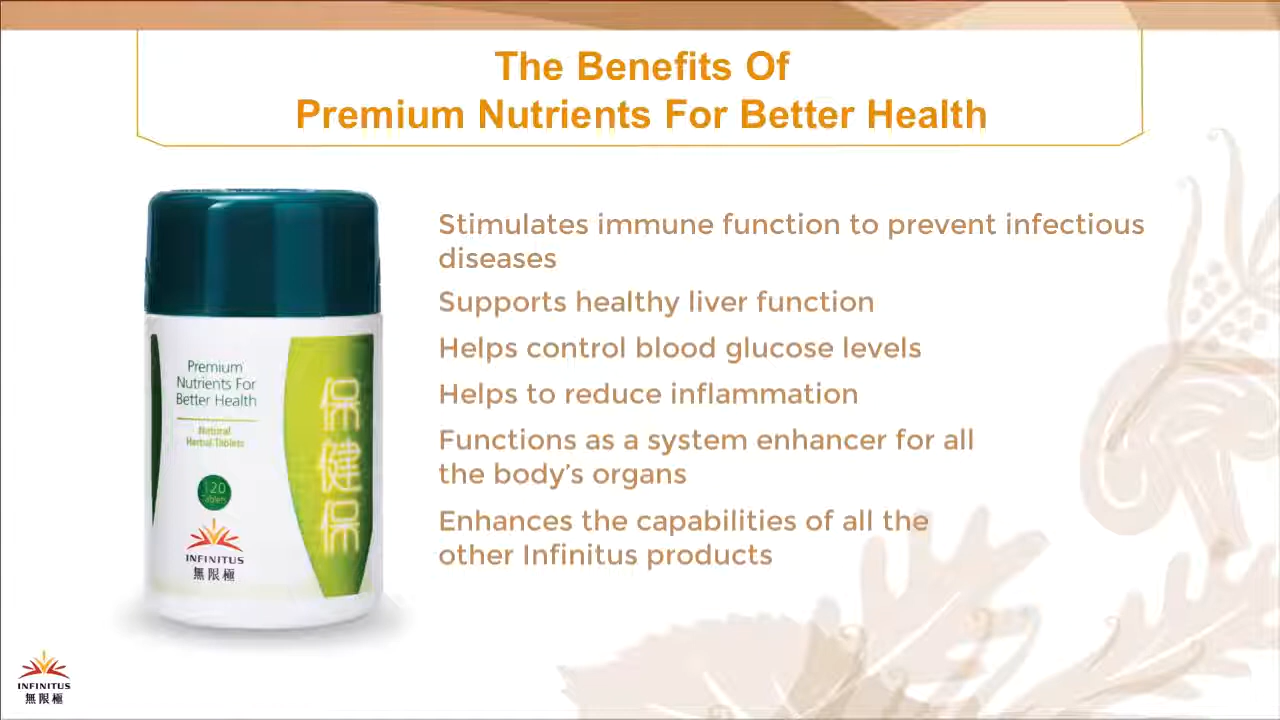 The Benefits Of
Premium Nutrients For Better Health
Stimulates immune function to prevent infectious
diseases
Supports healthy liver function
Helps control blood glucose levels
Helps to reduce inflammation
Functions as a system enhancer for all
the body’s organs
Enhances the capabilities of all the
other Infinitus products
Premium
Nutrients For
Better Health
Natural
Herbal Tablets
120
Tablets
INFINITUS
無限極
保健保
INFINITUS
無限極